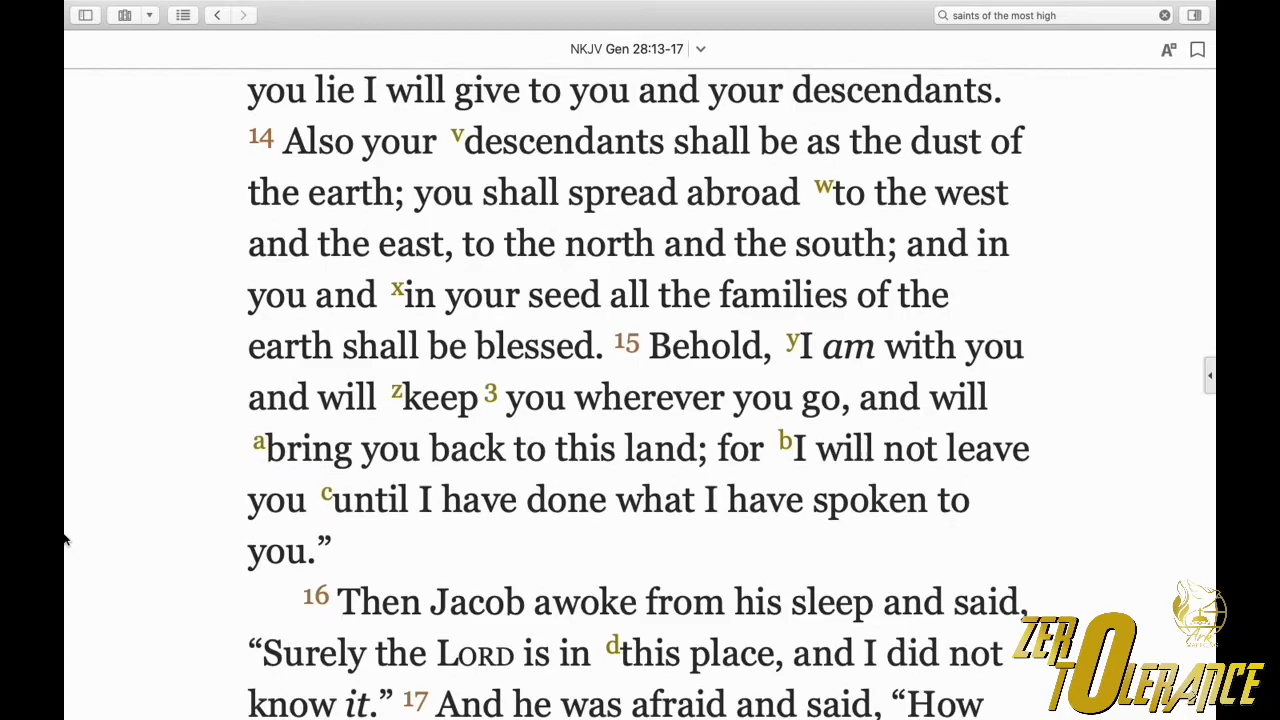 saints of the most high
NKJV Gen 28:13-17
you lie I will give to you and your descendants.
14 Also your vdescendants shall be as the dust of
the earth; you shall spread abroad wto the west
and the east, to the north and the south; and in
you and xin your seed all the families of the
earth shall be blessed. 15 Behold, yI am with you
and will zkeep3 you wherever you go, and will
abring you back to this land; for bI will not leave
you cuntil I have done what I have spoken to
you.”
16 Then Jacob awoke from his sleep and said,
“Surely the LORD is in dthis place, and I did not
know it.” 17 And he was afraid and said, “How
Ark
ZERO
TOLERANCE